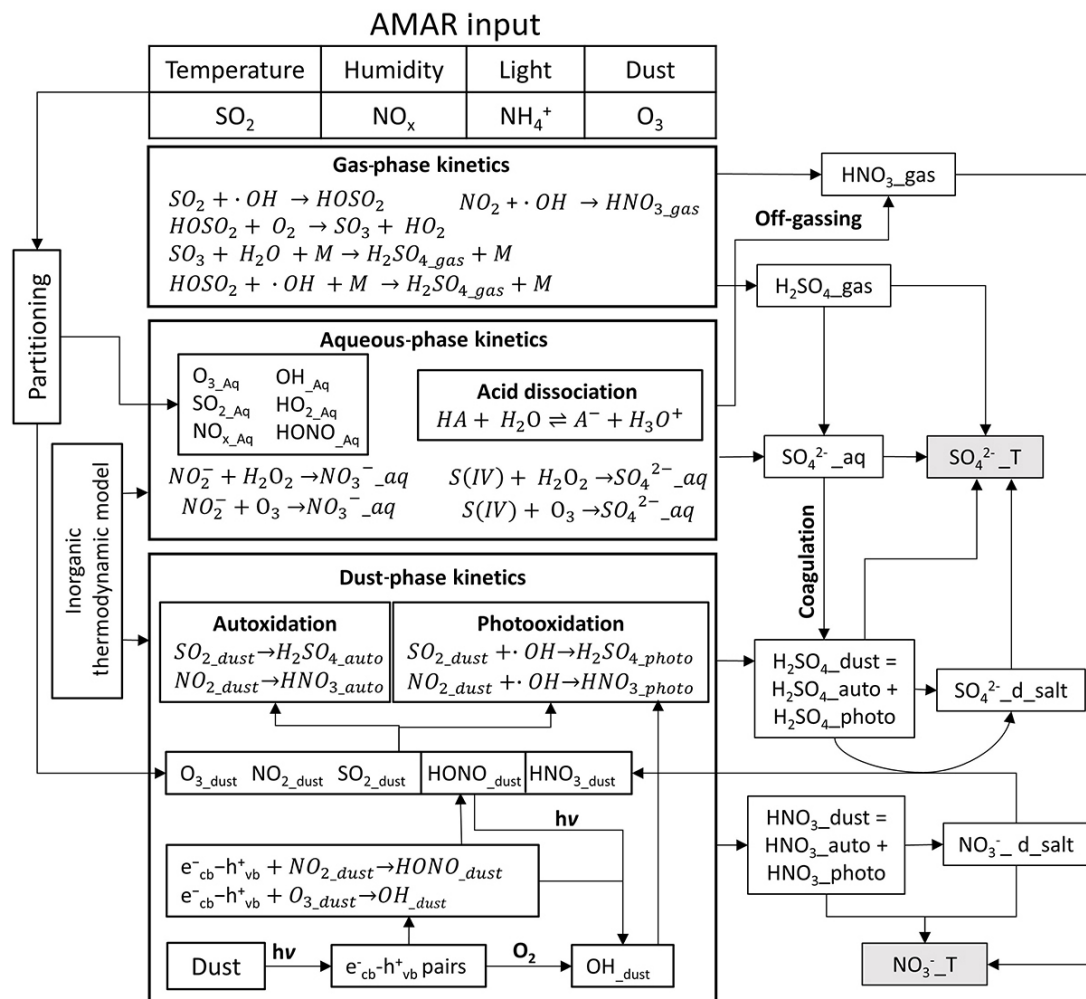 AMAR input
Temperature Humidity Light Dust
SO₂ NOₓ NH₄⁺ O₃
Partitioning
Inorganic
thermodynamic model
Gas-phase kinetics
SO₂ + · OH → HOSO₂ NO₂ + · OH → HNO₃_gas
HOSO₂ + O₂ → SO₃ + HO₂
SO₃ + H₂O + M → H₂SO₄_gas + M
HOSO₂ + · OH + M → H₂SO₄_gas + M
HNO₃_gas
Off-gassing
H₂SO₄_gas
Aqueous-phase kinetics
O₃_Aq OH_Aq
SO₂_Aq HO₂_Aq
NOₓ_Aq HONO_Aq
Acid dissociation
HA + H₂O ⇌ A⁻ + H₃O⁺
NO₂⁻ + H₂O₂ →NO₃⁻_aq S(IV) + H₂O₂ →SO₄²⁻_aq
NO₂⁻ + O₃ →NO₃⁻_aq S(IV) + O₃ →SO₄²⁻_aq
SO₄²⁻_aq
SO₄²⁻_T
Coagulation
Dust-phase kinetics
Autoxidation
SO₂_dust→H₂SO₄_auto
NO₂_dust→HNO₃_auto
Photooxidation
SO₂_dust +· OH→H₂SO₄_photo
NO₂_dust +· OH→HNO₃_photo
H₂SO₄_dust =
H₂SO₄_auto +
H₂SO₄_photo
SO₄²⁻_d_salt
O₃_dust NO₂_dust SO₂_dust HONO_dust HNO₃_dust
hν
e⁻cb–h⁺vb + NO₂_dust→HONO_dust
e⁻cb–h⁺vb + O₃_dust→OH_dust
HNO₃_dust =
HNO₃_auto +
HNO₃_photo
NO₃⁻_ d_salt
Dust
hν
e⁻cb-h⁺vb pairs
O₂
OH_dust
NO₃⁻_T